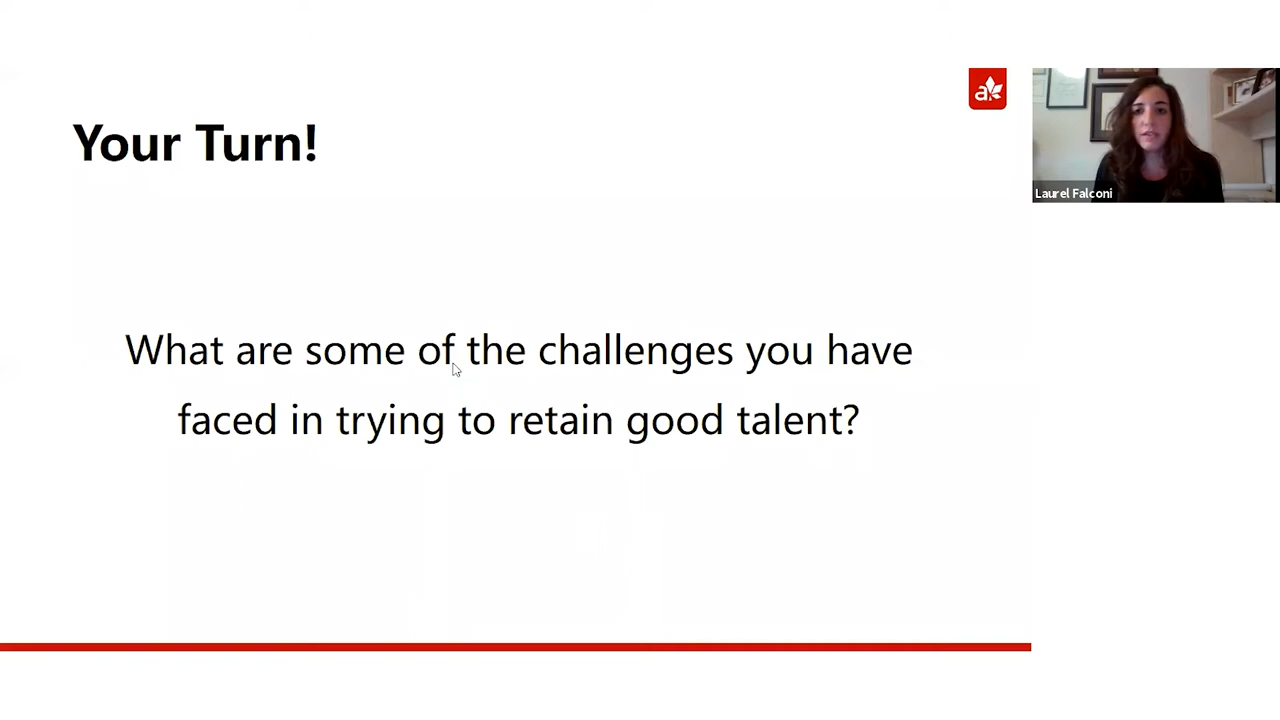 Your Turn!
a
Laurel Falconi
What are some of the challenges you have
faced in trying to retain good talent?